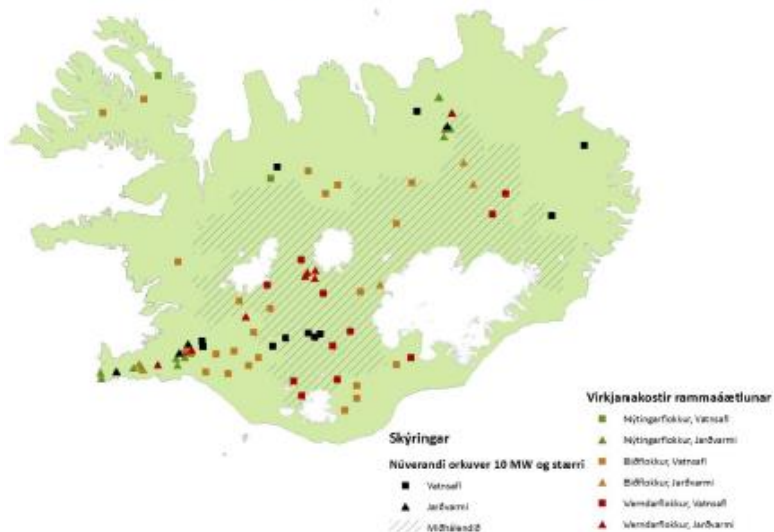 Skýringar
Núverandi orkuver 10 MW og stærri
Vatnsafl
Jarðvarmi
Miðhálendið
Virkjanakostir rammaáætlunar
Nýtingarflokkur, Vatnsafl
Nýtingarflokkur, Jarðvarmi
Biðflokkur, Vatnsafl
Biðflokkur, Jarðvarmi
Verndarflokkur, Vatnsafl
Verndarflokkur, Jarðvarmi